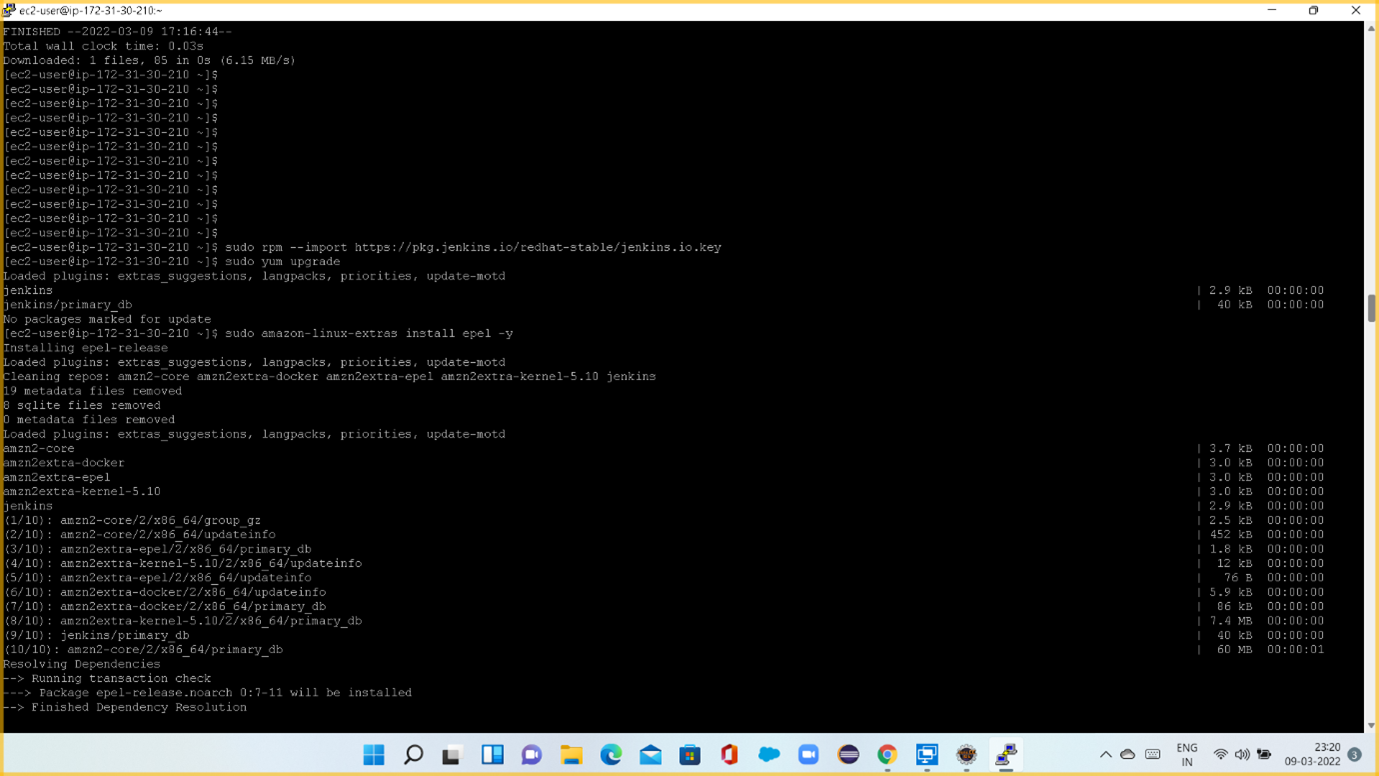 ec2-user@ip-172-31-30-210:~
FINISHED --2022-03-09 17:16:44--
Total wall clock time: 0.03s
Downloaded: 1 files, 85 in 0s (6.15 MB/s)
[ec2-user@ip-172-31-30-210 ~]$
[ec2-user@ip-172-31-30-210 ~]$
[ec2-user@ip-172-31-30-210 ~]$
[ec2-user@ip-172-31-30-210 ~]$
[ec2-user@ip-172-31-30-210 ~]$
[ec2-user@ip-172-31-30-210 ~]$
[ec2-user@ip-172-31-30-210 ~]$
[ec2-user@ip-172-31-30-210 ~]$
[ec2-user@ip-172-31-30-210 ~]$
[ec2-user@ip-172-31-30-210 ~]$
[ec2-user@ip-172-31-30-210 ~]$
[ec2-user@ip-172-31-30-210 ~]$
[ec2-user@ip-172-31-30-210 ~]$ sudo rpm --import https://pkg.jenkins.io/redhat-stable/jenkins.io.key
[ec2-user@ip-172-31-30-210 ~]$ sudo yum upgrade
Loaded plugins: extras_suggestions, langpacks, priorities, update-motd
jenkins | 2.9 kB 00:00:00
jenkins/primary_db | 40 kB 00:00:00
No packages marked for update
[ec2-user@ip-172-31-30-210 ~]$ sudo amazon-linux-extras install epel -y
Installing epel-release
Loaded plugins: extras_suggestions, langpacks, priorities, update-motd
Cleaning repos: amzn2-core amzn2extra-docker amzn2extra-epel amzn2extra-kernel-5.10 jenkins
19 metadata files removed
8 sqlite files removed
0 metadata files removed
Loaded plugins: extras_suggestions, langpacks, priorities, update-motd
amzn2-core | 3.7 kB 00:00:00
amzn2extra-docker | 3.0 kB 00:00:00
amzn2extra-epel | 3.0 kB 00:00:00
amzn2extra-kernel-5.10 | 3.0 kB 00:00:00
jenkins | 2.9 kB 00:00:00
(1/10): amzn2-core/2/x86_64/group_gz | 2.5 kB 00:00:00
(2/10): amzn2-core/2/x86_64/updateinfo | 452 kB 00:00:00
(3/10): amzn2extra-epel/2/x86_64/primary_db | 1.8 kB 00:00:00
(4/10): amzn2extra-kernel-5.10/2/x86_64/updateinfo | 12 kB 00:00:00
(5/10): amzn2extra-epel/2/x86_64/updateinfo | 76 B 00:00:00
(6/10): amzn2extra-docker/2/x86_64/updateinfo | 5.9 kB 00:00:00
(7/10): amzn2extra-docker/2/x86_64/primary_db | 86 kB 00:00:00
(8/10): amzn2extra-kernel-5.10/2/x86_64/primary_db | 7.4 MB 00:00:00
(9/10): jenkins/primary_db | 40 kB 00:00:00
(10/10): amzn2-core/2/x86_64/primary_db | 60 MB 00:00:01
Resolving Dependencies
--> Running transaction check
---> Package epel-release.noarch 0:7-11 will be installed
--> Finished Dependency Resolution
ENG
IN
23:20
09-03-2022
3